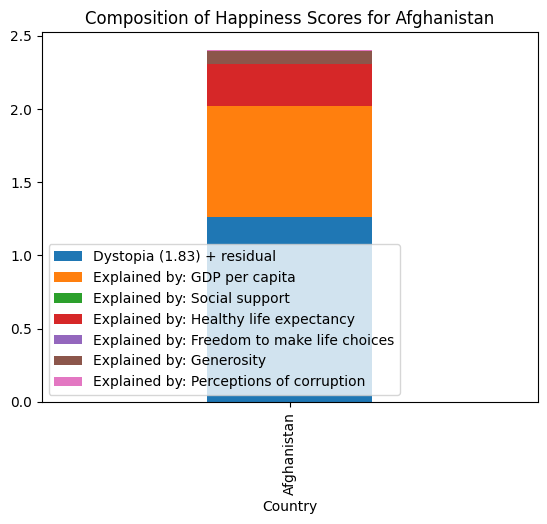 Composition of Happiness Scores for Afghanistan
2.5
2.0
1.5
1.0
0.5
0.0
Dystopia (1.83) + residual
Explained by: GDP per capita
Explained by: Social support
Explained by: Healthy life expectancy
Explained by: Freedom to make life choices
Explained by: Generosity
Explained by: Perceptions of corruption
Afghanistan
Country